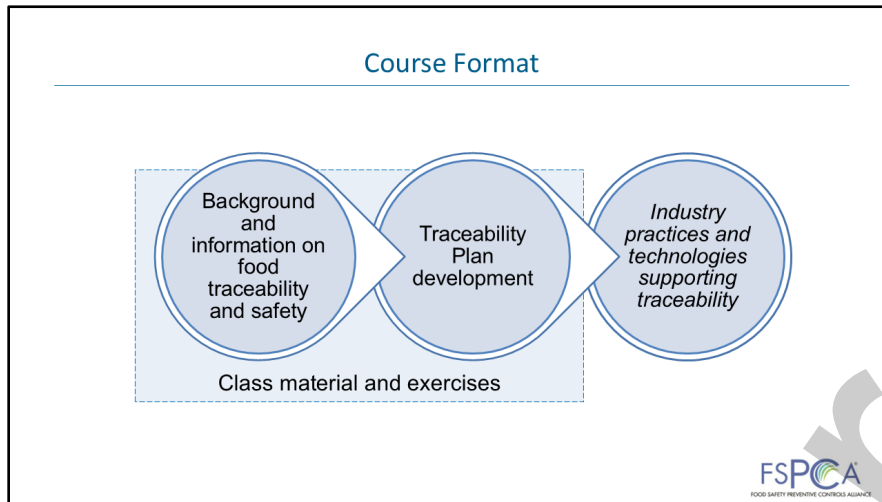 Course Format
Background
and
information on
food
traceability
and safety
Traceability
Plan
development
Industry
practices and
technologies
supporting
traceability
Class material and exercises
FSPCA
FOOD SAFETY PREVENTIVE CONTROLS ALLIANCE